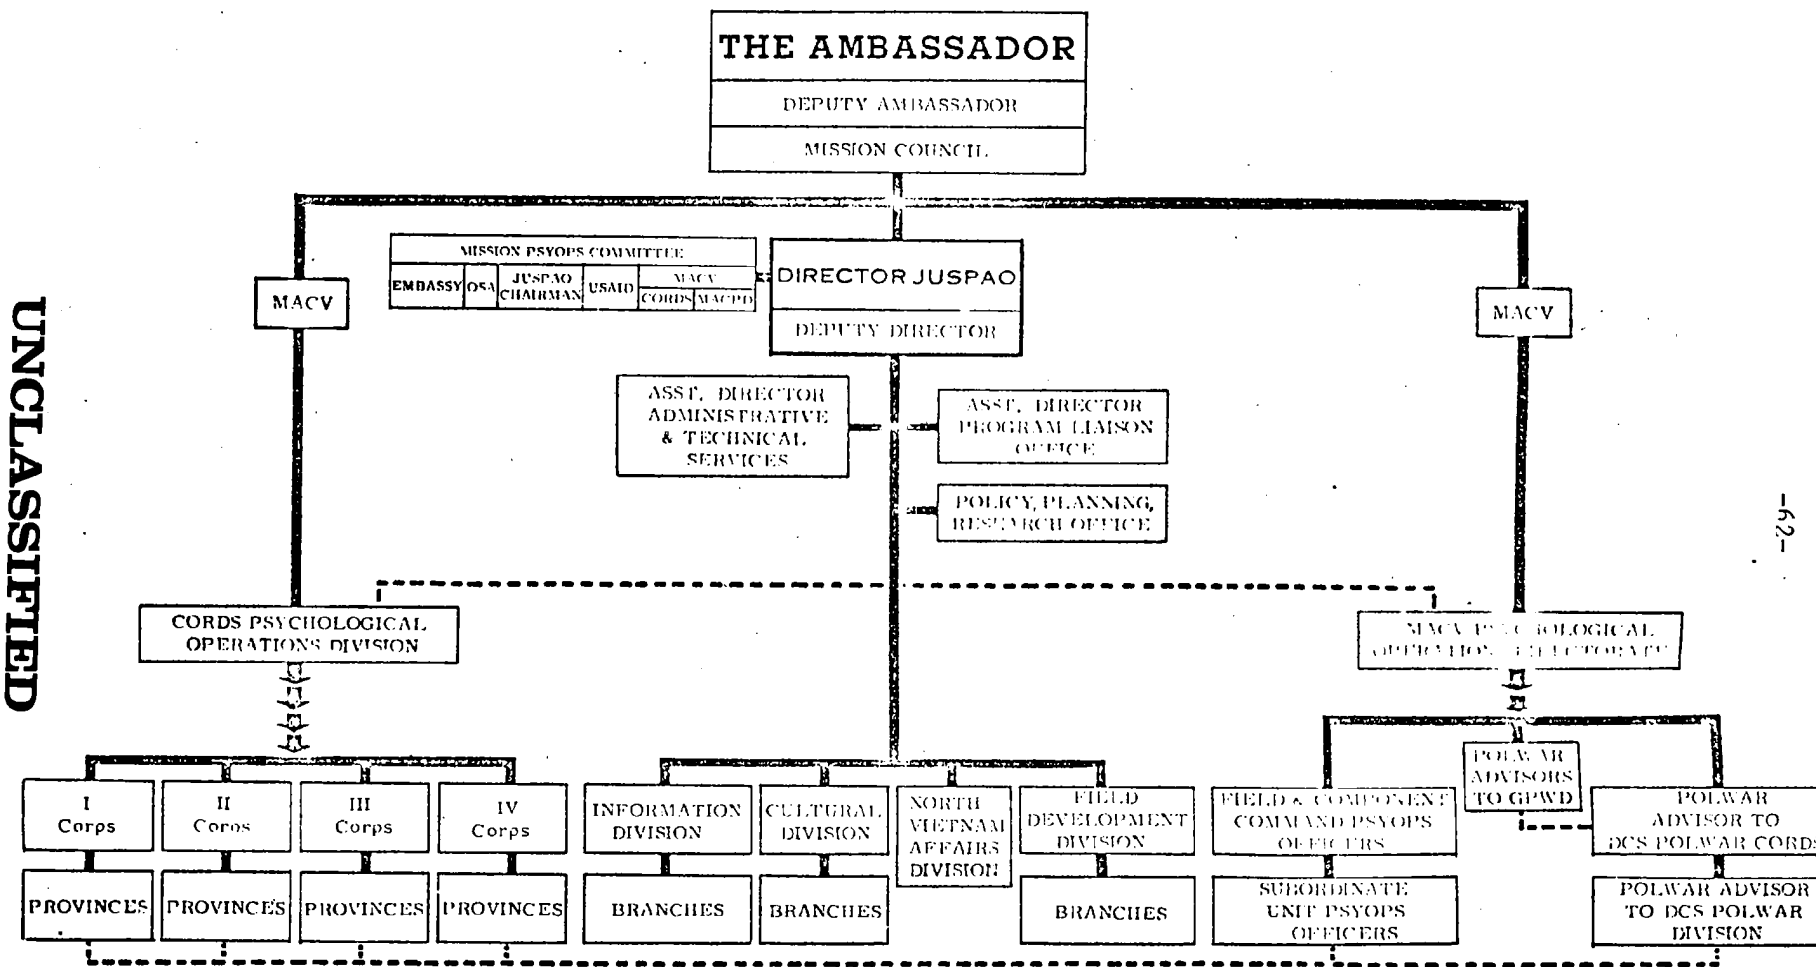 THE AMBASSADOR
DEPUTY AMBASSADOR
MISSION COUNCIL
MISSION PSYOPS COMMITTEE
EMBASSY
OSA
JUSPAO
CHAIRMAN
USAID
MACV
CORDS
MACPD
DIRECTOR JUSPAO
DEPUTY DIRECTOR
MACV
MACV
ASST. DIRECTOR
ADMINISTRATIVE
& TECHNICAL
SERVICES
ASST. DIRECTOR
PROGRAM LIAISON
OFFICE
POLICY, PLANNING,
RESEARCH OFFICE
UNCLASSIFIED
-62-
CORDS PSYCHOLOGICAL
OPERATIONS DIVISION
MACV PSYCHOLOGICAL
OPERATIONS DIRECTORATE
I
Corps
II
Corps
III
Corps
IV
Corps
PROVINCES
PROVINCES
PROVINCES
PROVINCES
INFORMATION
DIVISION
CULTURAL
DIVISION
NORTH
VIETNAM
AFFAIRS
DIVISION
FIELD
DEVELOPMENT
DIVISION
BRANCHES
BRANCHES
BRANCHES
FIELD & COMPONENT
COMMAND PSYOPS
OFFICERS
POLWAR
ADVISORS
TO GPWD
POLWAR
ADVISOR TO
DCS POLWAR CORDS
SUBORDINATE
UNIT PSYOPS
OFFICERS
POLWAR ADVISOR
TO DCS POLWAR
DIVISION